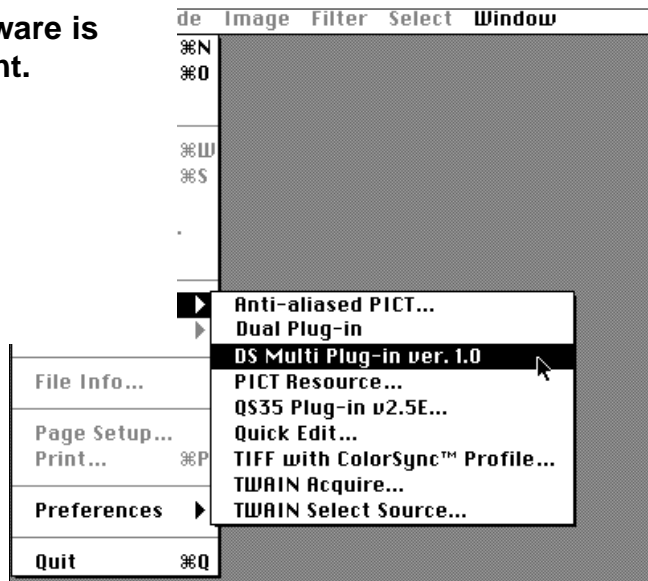 ware is
nt.
de Image Filter Select Window
⌘N
⌘O
⌘W
⌘S
.
Anti-aliased PICT...
Dual Plug-in
DS Multi Plug-in ver. 1.0
PICT Resource...
QS35 Plug-in v2.5E...
Quick Edit...
TIFF with ColorSync™ Profile...
TWAIN Acquire...
TWAIN Select Source...
File Info...
Page Setup...
Print... ⌘P
Preferences
Quit ⌘Q